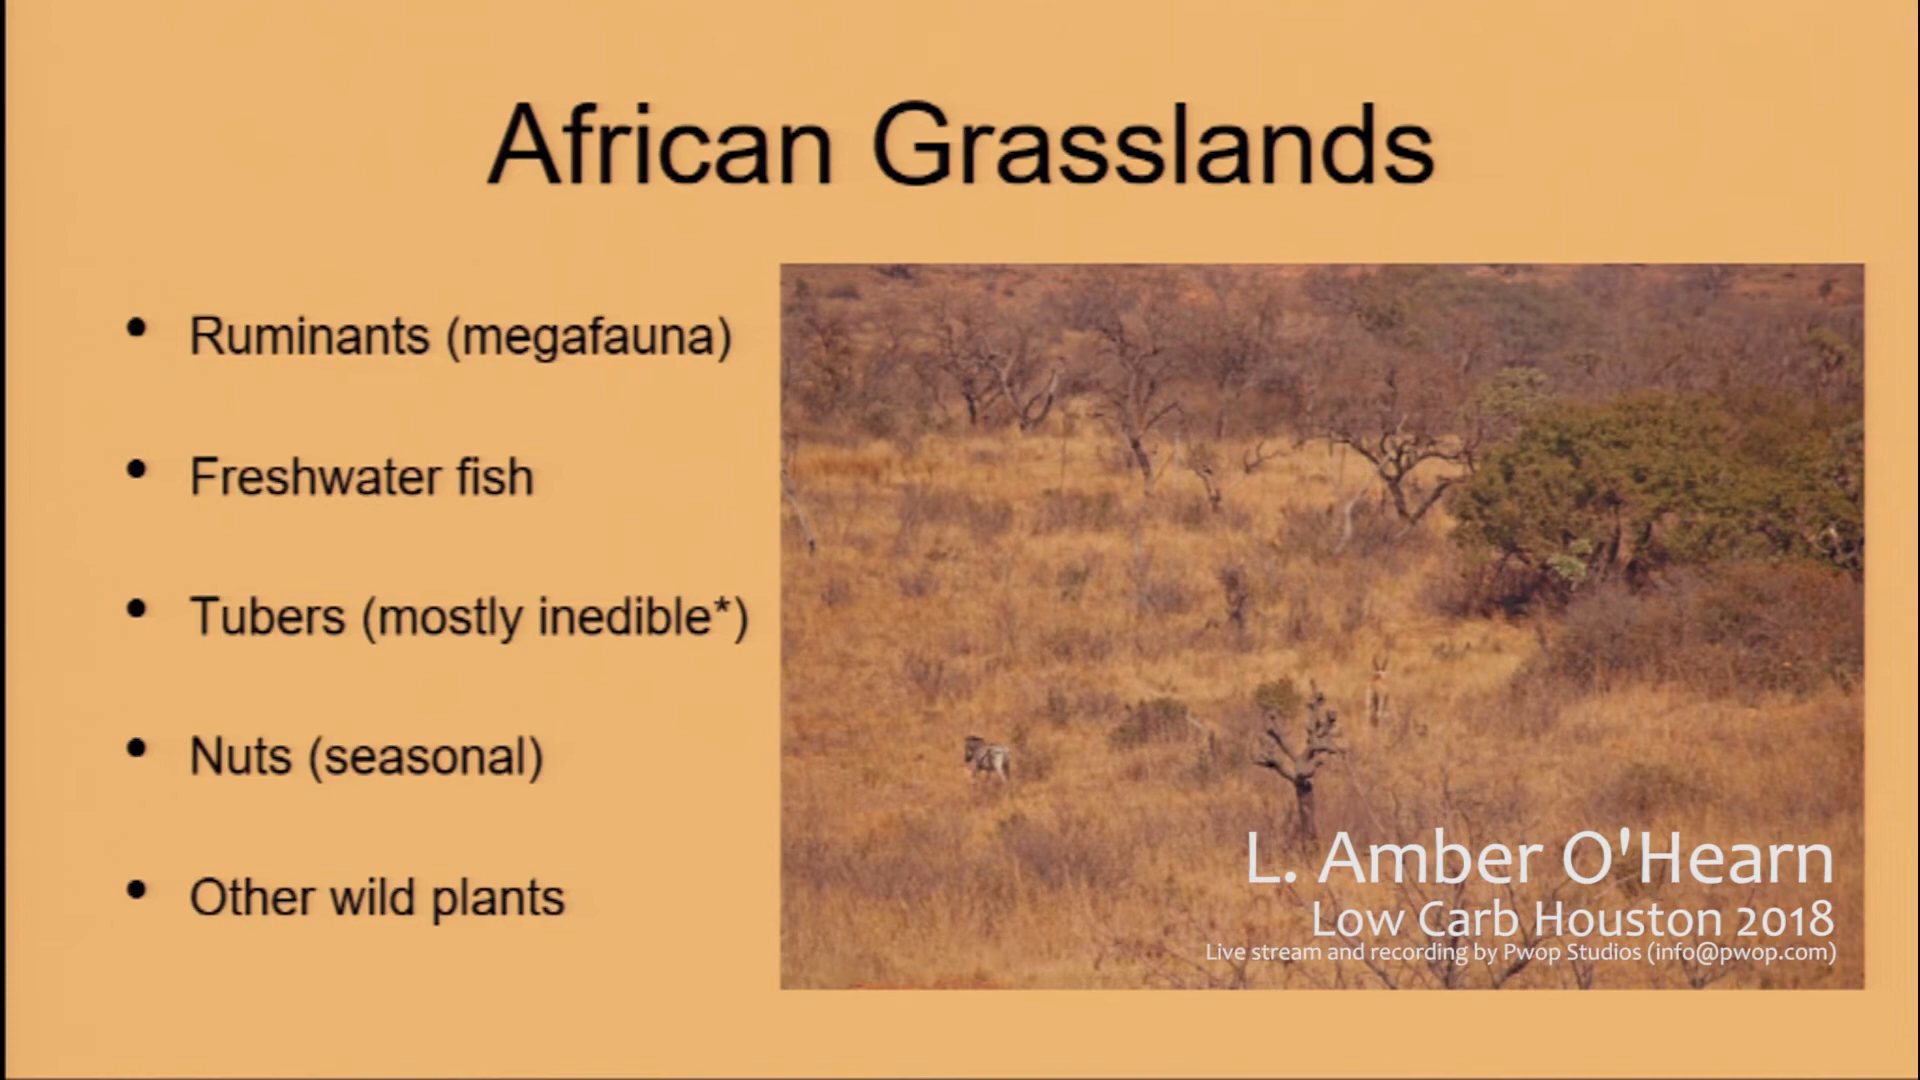 African Grasslands
• Ruminants (megafauna)
• Freshwater fish
• Tubers (mostly inedible*)
• Nuts (seasonal)
• Other wild plants
L. Amber O'Hearn
Low Carb Houston 2018
Live stream and recording by Pwop Studios (info@pwop.com)